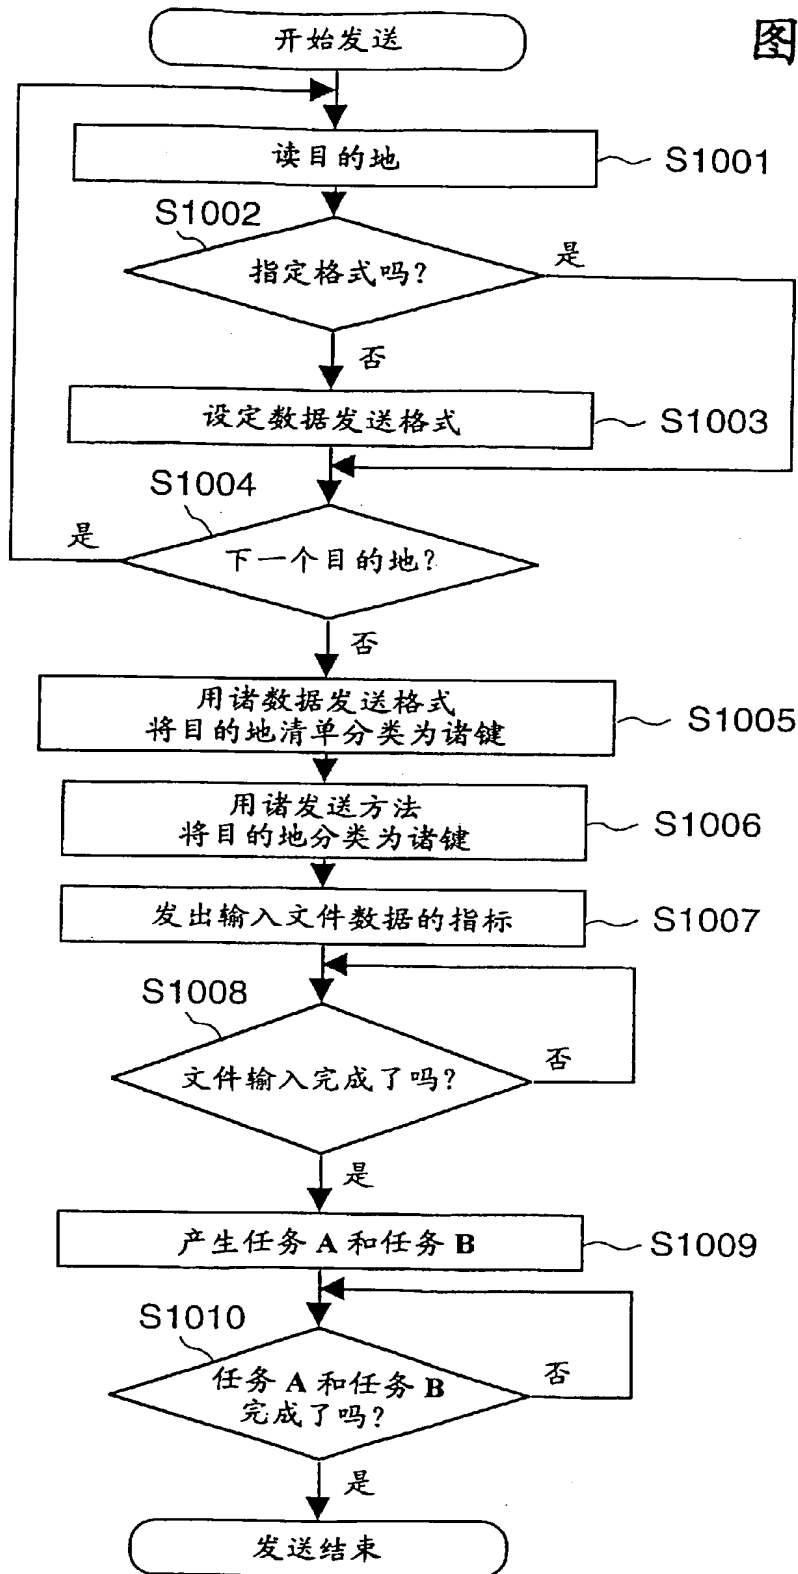 图
开始发送
读目的地
S1001
S1002
指定格式吗?
是
否
设定数据发送格式
S1003
S1004
是
下一个目的地?
否
用诸数据发送格式
将目的地清单分类为诸键
S1005
用诸发送方法
将目的地分类为诸键
S1006
发出输入文件数据的指标
S1007
S1008
文件输入完成了吗?
否
是
产生任务 A 和任务 B
S1009
S1010
任务 A 和任务 B
完成了吗?
否
是
发送结束